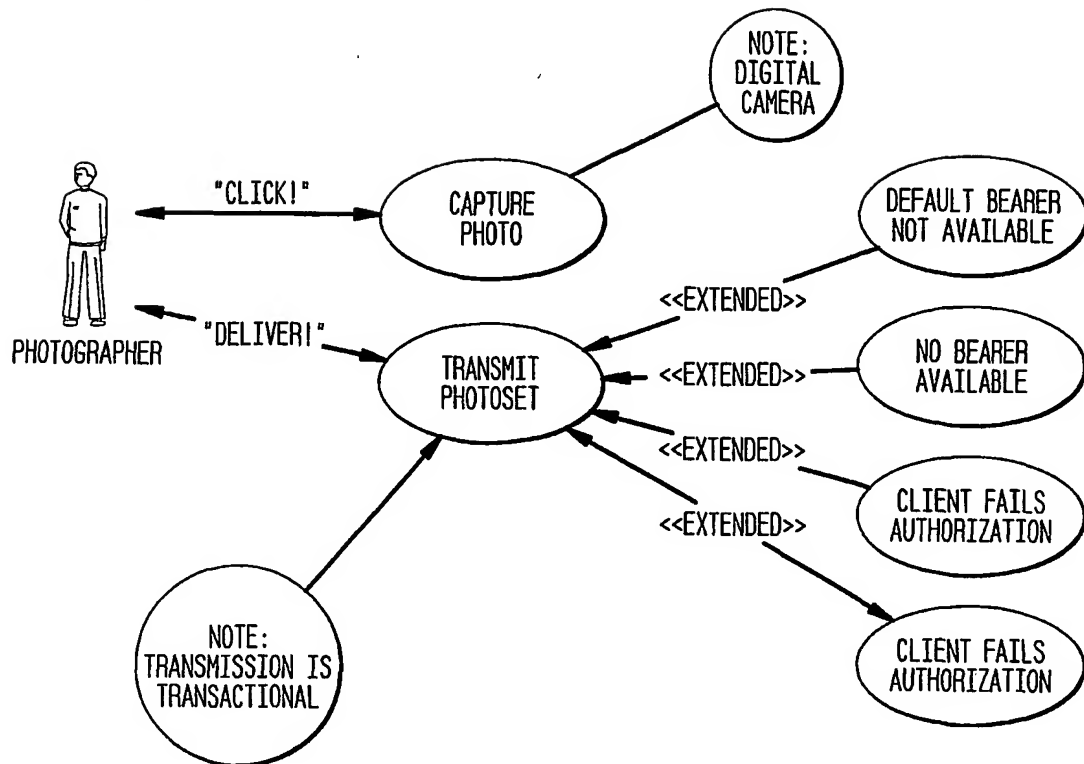 NOTE:
DIGITAL
CAMERA
"CLICK!"
CAPTURE
PHOTO
DEFAULT BEARER
NOT AVAILABLE
<<EXTENDED>>
PHOTOGRAPHER
"DELIVER!"
TRANSMIT
PHOTOSET
<<EXTENDED>>
NO BEARER
AVAILABLE
<<EXTENDED>>
CLIENT FAILS
AUTHORIZATION
<<EXTENDED>>
NOTE:
TRANSMISSION IS
TRANSACTIONAL
CLIENT FAILS
AUTHORIZATION